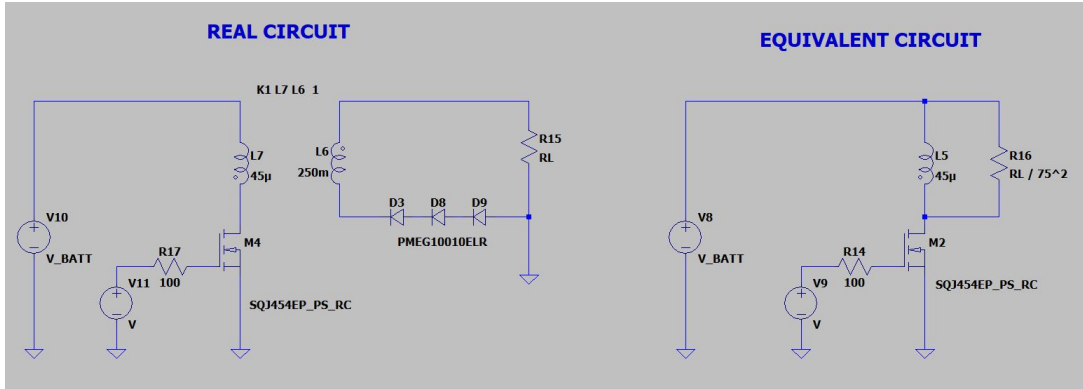 REAL CIRCUIT
EQUIVALENT CIRCUIT
K1 L7 L6 1
L7
45µ
L6
250m
R15
RL
D3 D8 D9
PMEG10010ELR
V10
V_BATT
R17
100
M4
V11
V
SQJ454EP_PS_RC
L5
45µ
R16
RL / 75^2
V8
V_BATT
R14
100
M2
V9
V
SQJ454EP_PS_RC